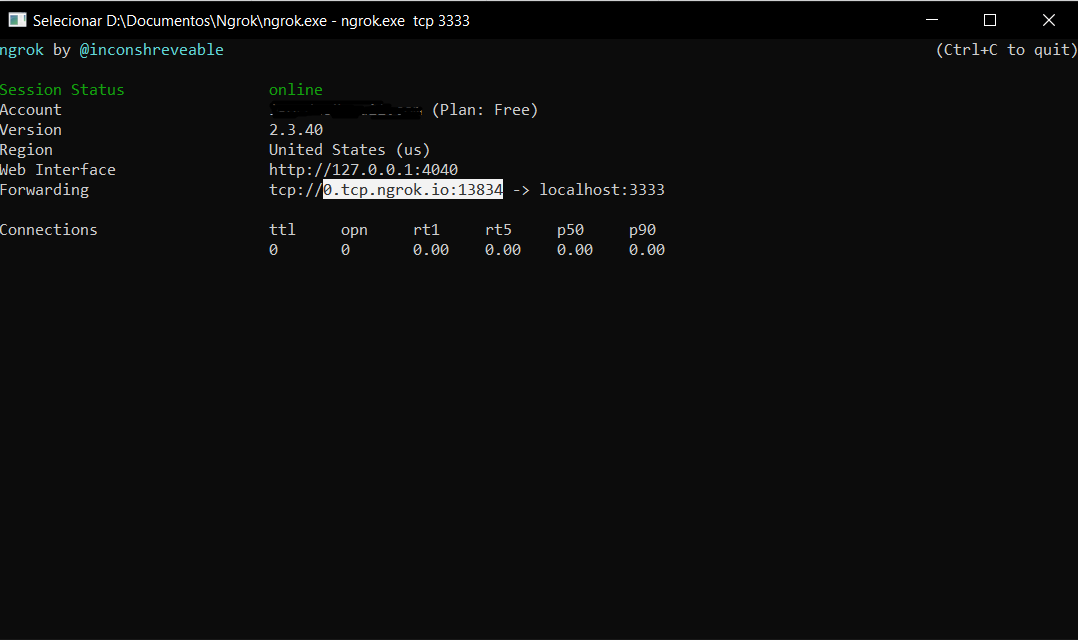 Selecionar D:\Documentos\Ngrok\ngrok.exe - ngrok.exe  tcp 3333
ngrok by @inconshreveable (Ctrl+C to quit)
Session Status online
Account (Plan: Free)
Version 2.3.40
Region United States (us)
Web Interface http://127.0.0.1:4040
Forwarding tcp://0.tcp.ngrok.io:13834 -> localhost:3333
Connections ttl opn rt1 rt5 p50 p90
0 0 0.00 0.00 0.00 0.00